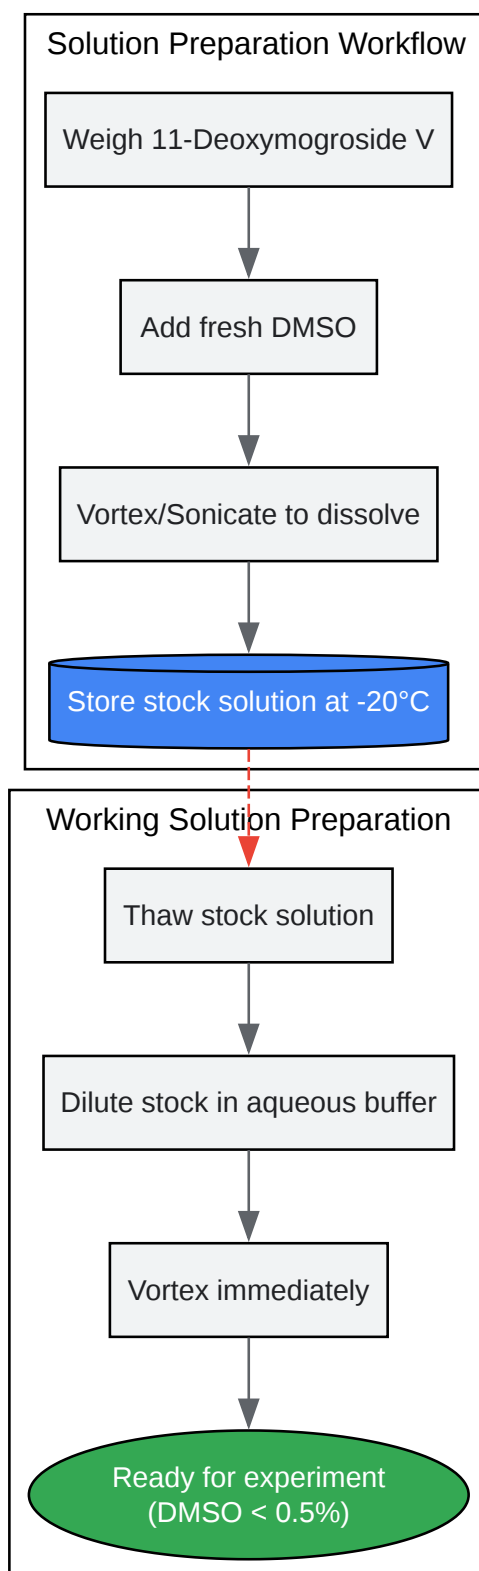 Solution Preparation Workflow
Weigh 11-Deoxymogroside V
Add fresh DMSO
Vortex/Sonicate to dissolve
Store stock solution at -20°C
Working Solution Preparation
Thaw stock solution
Dilute stock in aqueous buffer
Vortex immediately
Ready for experiment
(DMSO < 0.5%)